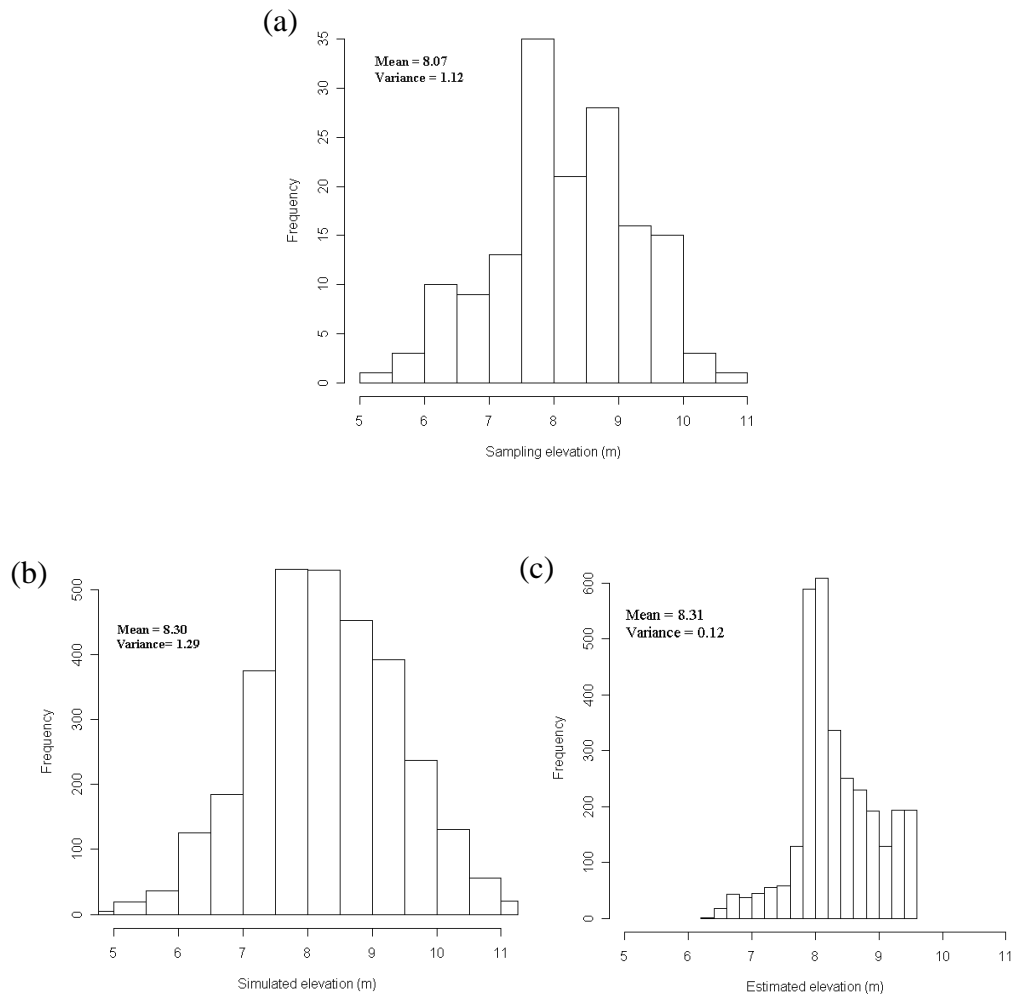 (a)
Mean = 8.07
Variance = 1.12
35
30
25
20
15
10
5
0
Frequency
5 6 7 8 9 10 11
Sampling elevation (m)
(b)
Mean = 8.30
Variance= 1.29
500
400
300
200
100
0
Frequency
5 6 7 8 9 10 11
Simulated elevation (m)
(c)
Mean = 8.31
Variance = 0.12
600
500
400
300
200
100
0
Frequency
5 6 7 8 9 10 11
Estimated elevation (m)